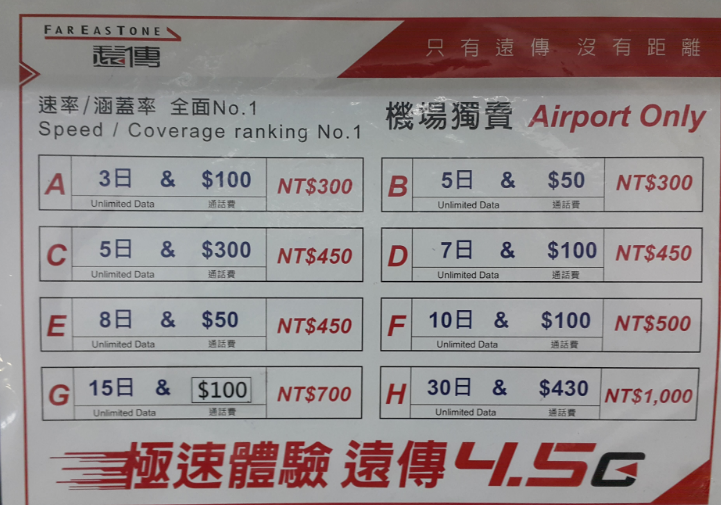 FAREASTONE
遠傳
只有遠傳 沒有距離
速率/涵蓋率 全面No.1
Speed / Coverage ranking No.1
機場獨賣 Airport Only
A 3日 & $100 NT$300
Unlimited Data 通話費
B 5日 & $50 NT$300
Unlimited Data 通話費
C 5日 & $300 NT$450
Unlimited Data 通話費
D 7日 & $100 NT$450
Unlimited Data 通話費
E 8日 & $50 NT$450
Unlimited Data 通話費
F 10日 & $100 NT$500
Unlimited Data 通話費
G 15日 & $100 NT$700
Unlimited Data 通話費
H 30日 & $430 NT$1,000
Unlimited Data 通話費
極速體驗 遠傳 4.5G